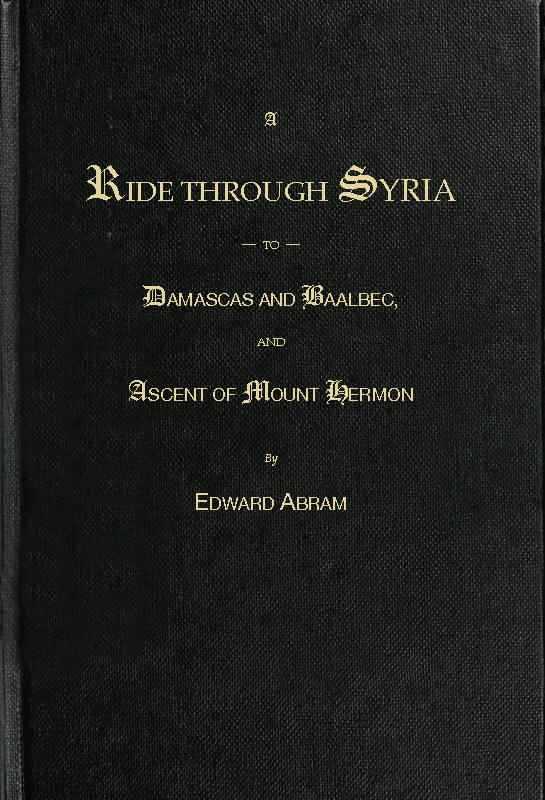 A
RIDE THROUGH SYRIA
— TO —
DAMASCAS AND BAALBEC,
AND
ASCENT OF MOUNT HERMON
By
EDWARD ABRAM